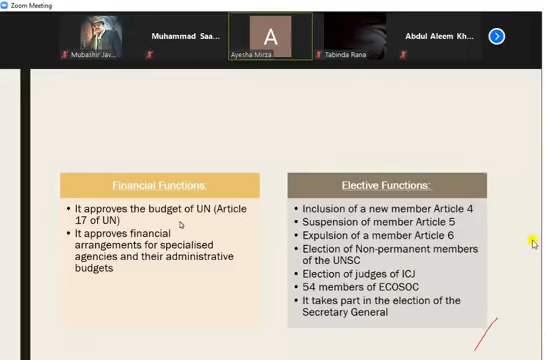 Zoom Meeting
Muhammad Saa...
A
Abdul Aleem Kh...
Mubashir Jav...
Ayesha Mirza
Tabinda Rana
Financial Functions:
• It approves the budget of UN (Article
17 of UN)
• It approves financial
arrangements for specialised
agencies and their administrative
budgets
Elective Functions:
• Inclusion of a new member Article 4
• Suspension of member Article 5
• Expulsion of a member Article 6
• Election of Non-permanent members
of the UNSC
• Election of judges of ICJ
• 54 members of ECOSOC
• It takes part in the election of the
Secretary General